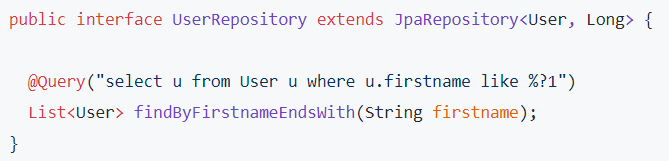 public interface UserRepository extends JpaRepository<User, Long> {
@Query("select u from User u where u.firstname like %?1")
List<User> findByFirstnameEndsWith(String firstname);
}